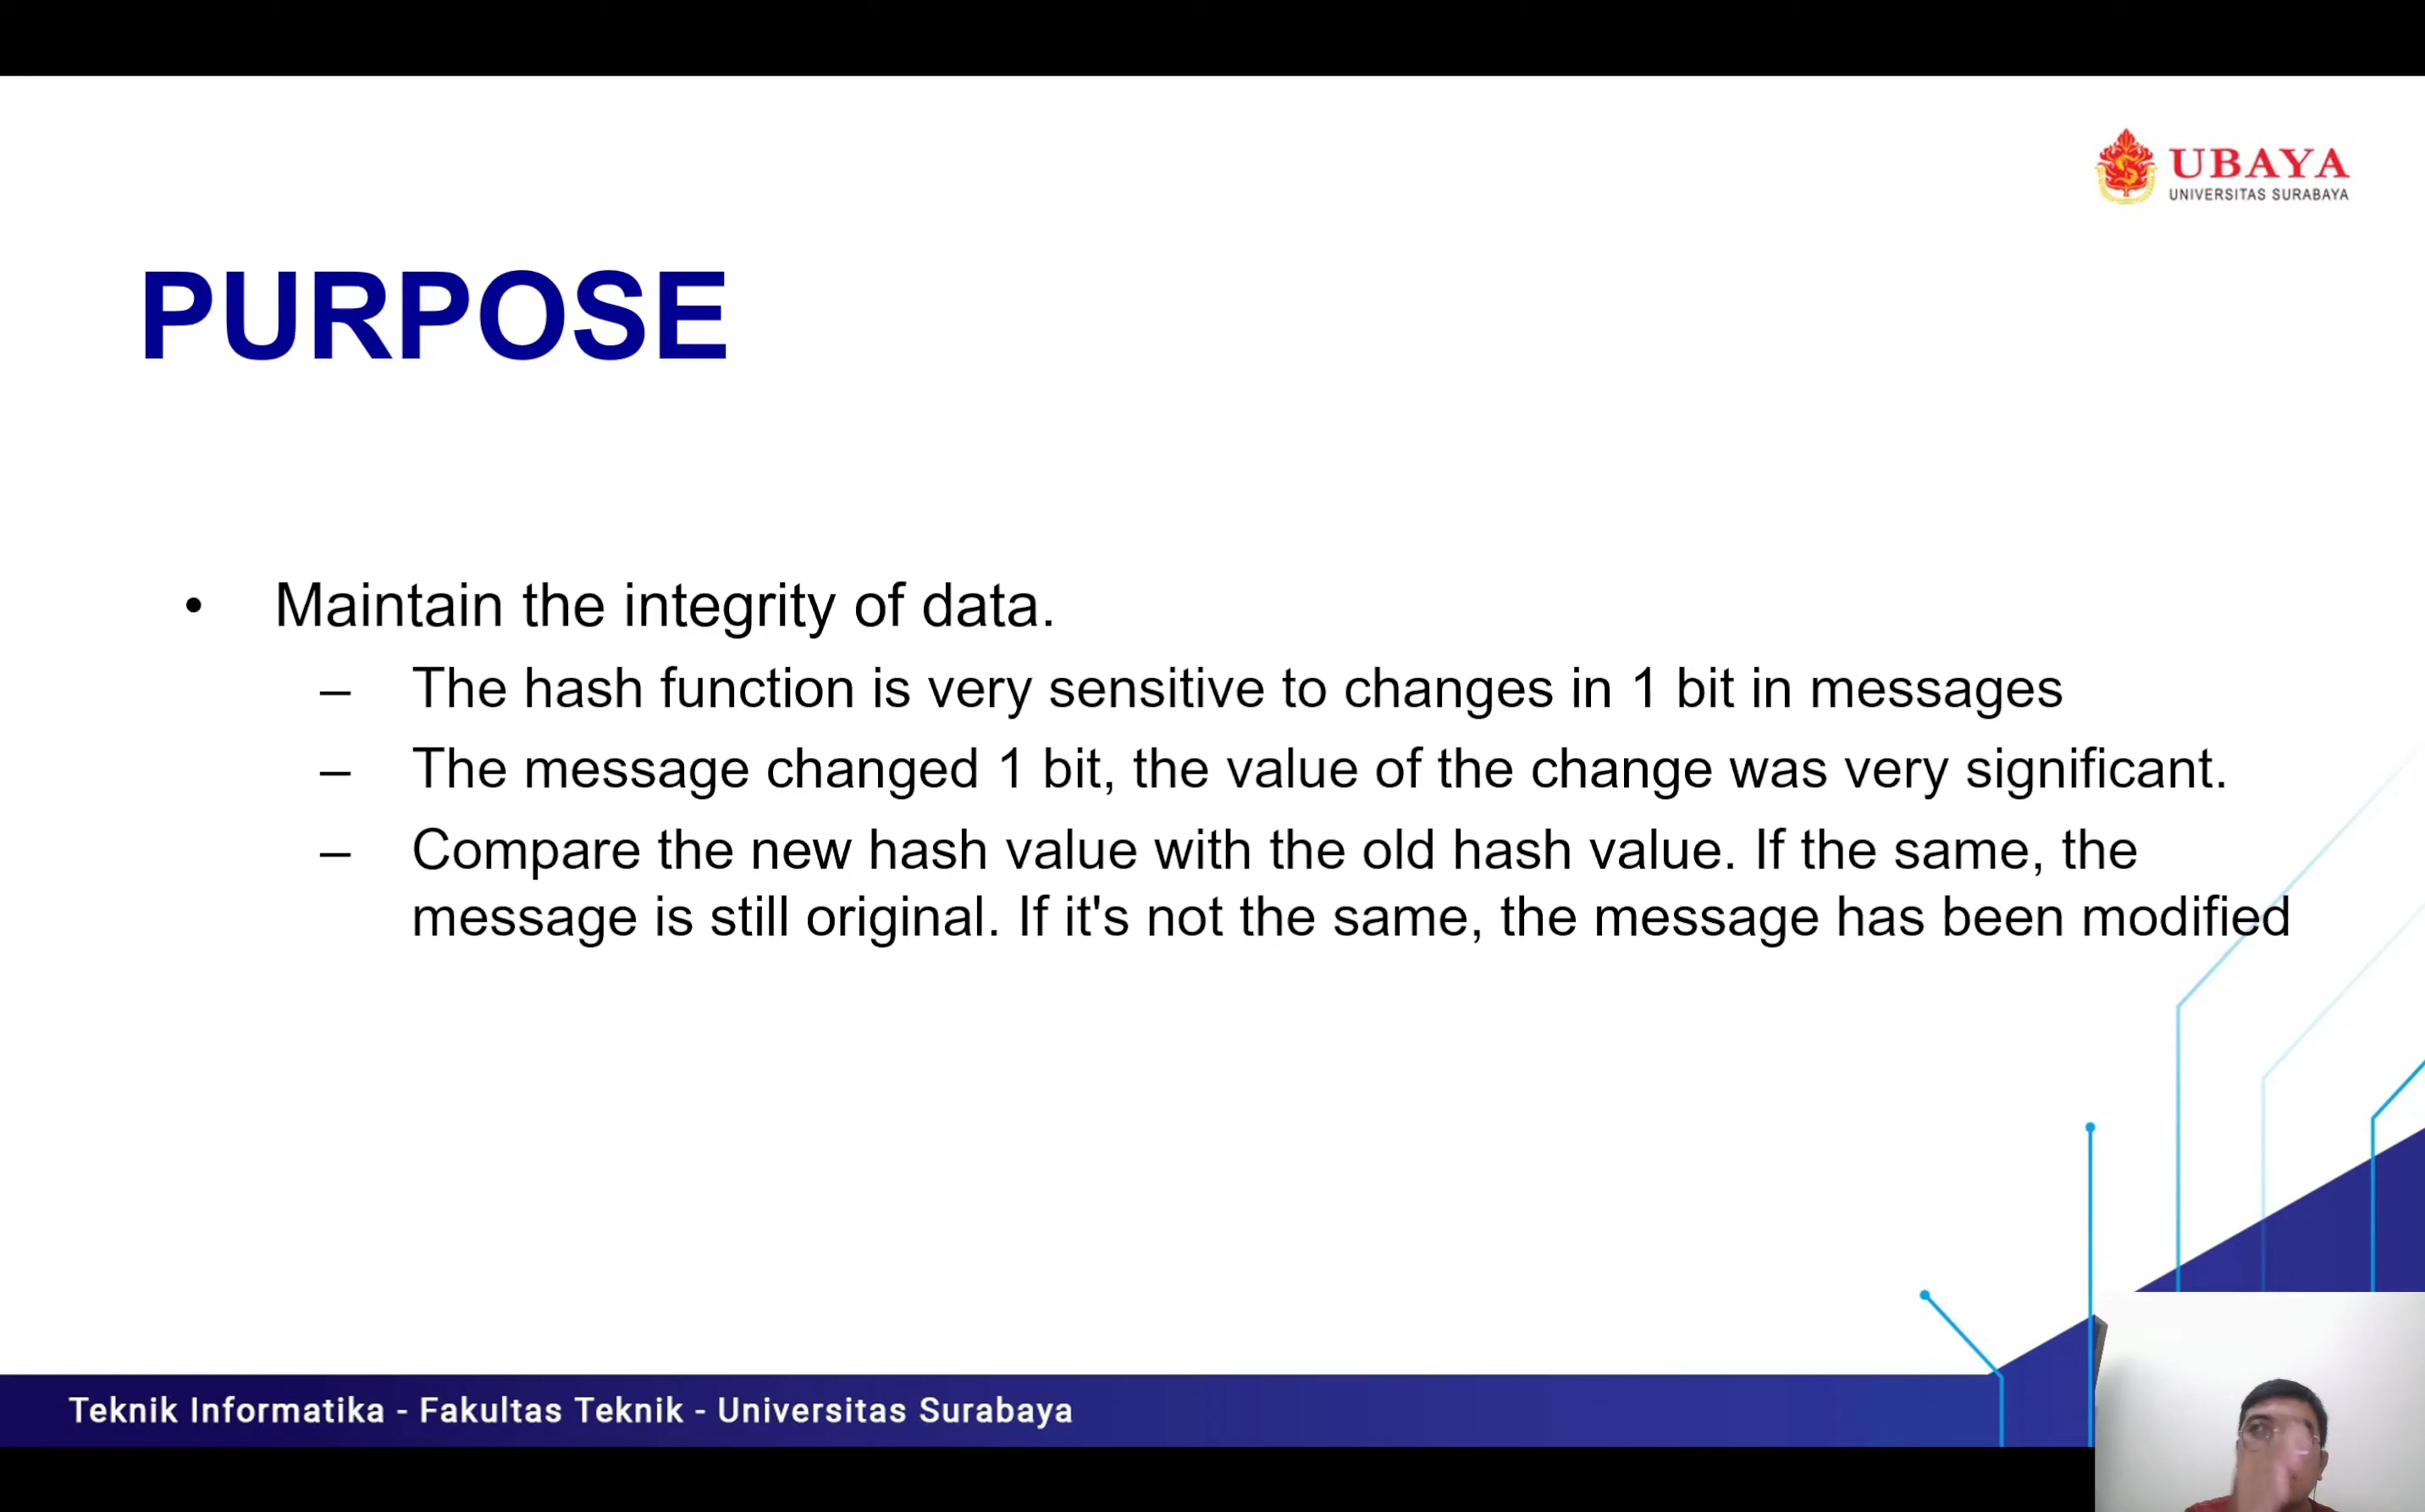 UBAYA
UNIVERSITAS SURABAYA
PURPOSE
• Maintain the integrity of data.
– The hash function is very sensitive to changes in 1 bit in messages
– The message changed 1 bit, the value of the change was very significant.
– Compare the new hash value with the old hash value. If the same, the
message is still original. If it's not the same, the message has been modified
Teknik Informatika - Fakultas Teknik - Universitas Surabaya